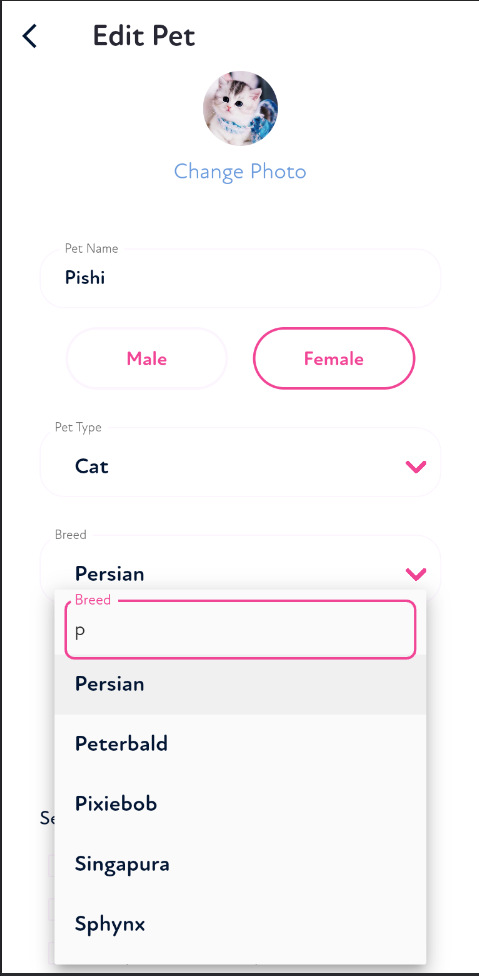 Edit Pet
Change Photo
Pet Name
Pishi
Male Female
Pet Type
Cat
Breed
Persian
Breed
p
Persian
Peterbald
Pixiebob
Singapura
Sphynx